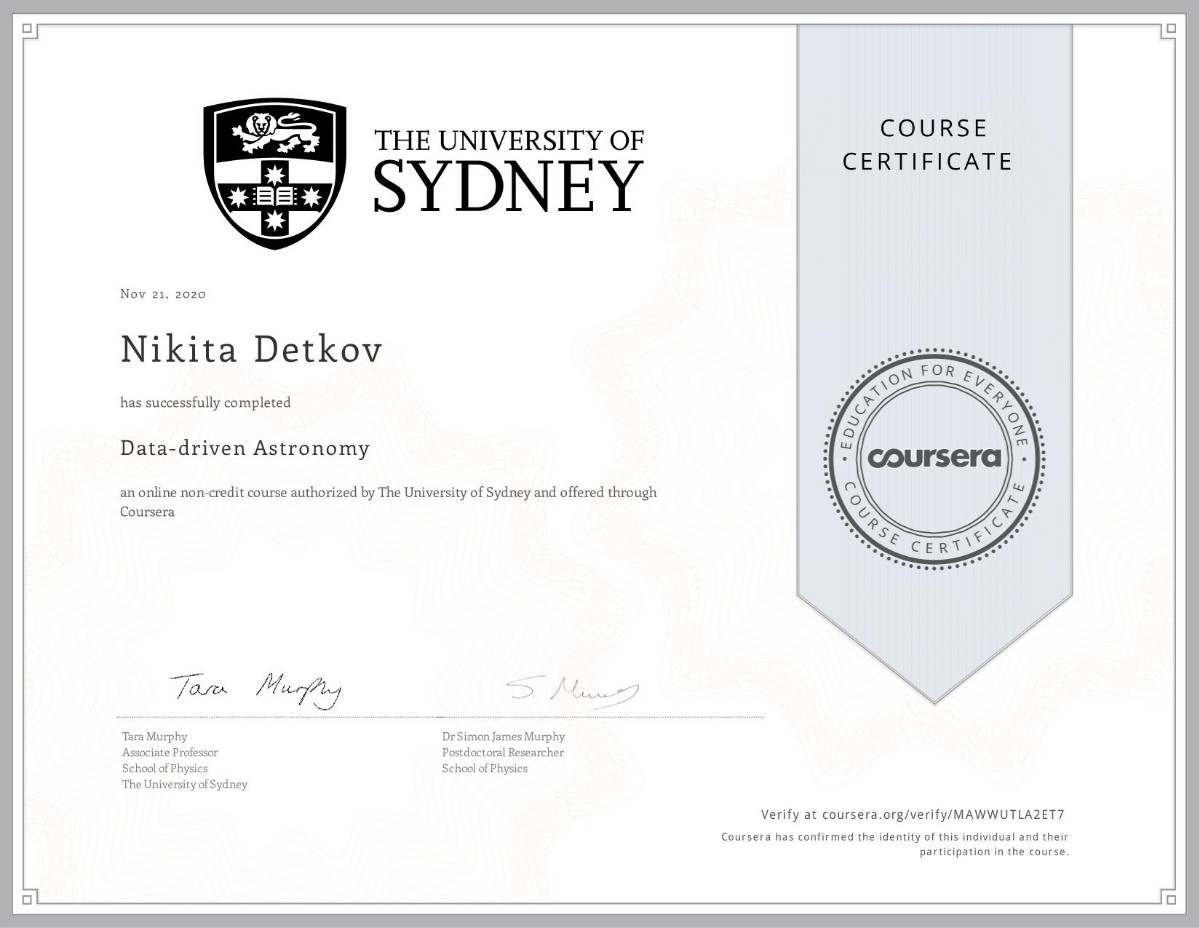 THE UNIVERSITY OF
SYDNEY
COURSE
CERTIFICATE
Nov 21, 2020
Nikita Detkov
has successfully completed
Data-driven Astronomy
an online non-credit course authorized by The University of Sydney and offered through
Coursera
EDUCATION FOR EVERYONE
coursera
COURSE CERTIFICATE
Tara Murphy
S. Murphy
Tara Murphy
Associate Professor
School of Physics
The University of Sydney
Dr Simon James Murphy
Postdoctoral Researcher
School of Physics
Verify at coursera.org/verify/MAWWUTLA2ET7
Coursera has confirmed the identity of this individual and their
participation in the course.